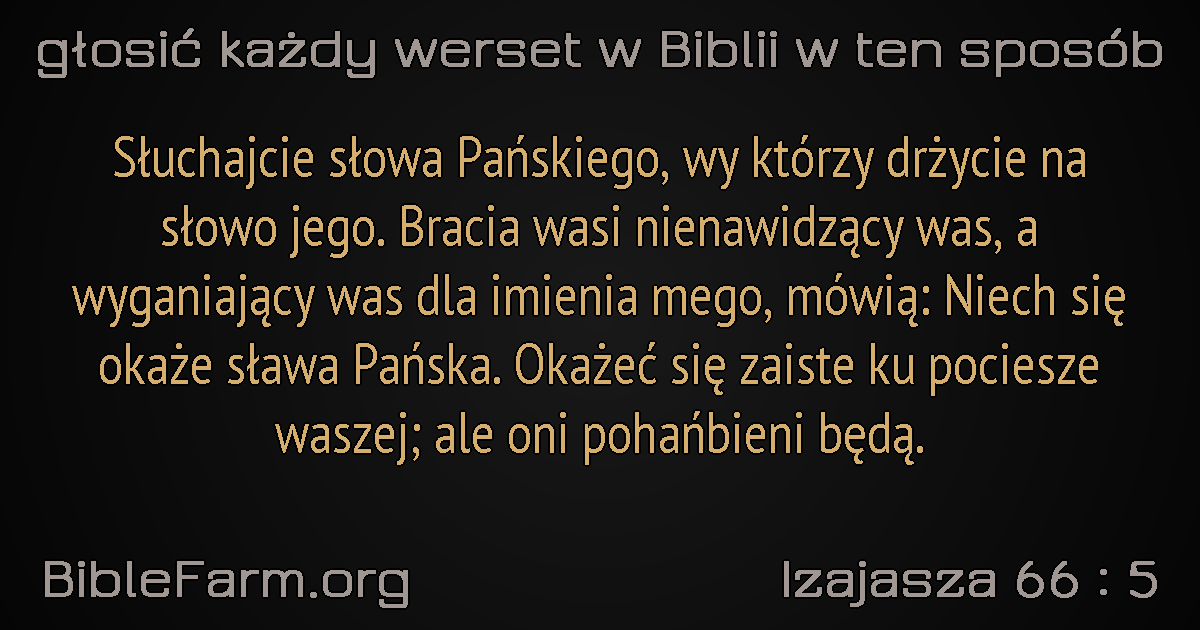 głosić każdy werset w Biblii w ten sposób
Słuchajcie słowa Pańskiego, wy którzy drżycie na
słowo jego. Bracia wasi nienawidzący was, a
wyganiający was dla imienia mego, mówią: Niech się
okaże sława Pańska. Okażeć się zaiste ku pociesze
waszej; ale oni pohańbieni będą.
BibleFarm.org
Izajasza 66 : 5